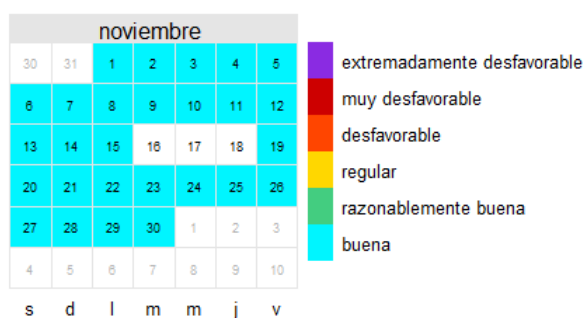 noviembre
30 31 1 2 3 4 5
6 7 8 9 10 11 12
13 14 15 16 17 18 19
20 21 22 23 24 25 26
27 28 29 30 1 2 3
4 5 6 7 8 9 10
s d l m m j v
extremadamente desfavorable
muy desfavorable
desfavorable
regular
razonablemente buena
buena